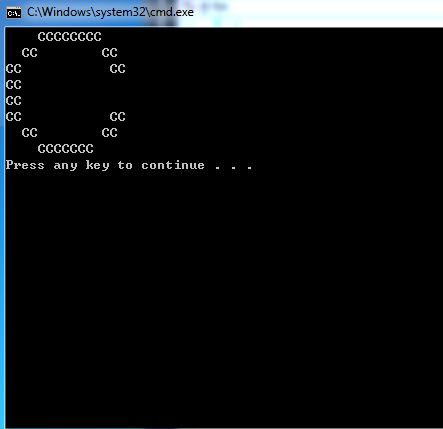 C:\Windows\system32\cmd.exe
    CCCCCCCC
  CC        CC
CC           CC
CC
CC
CC           CC
  CC        CC
    CCCCCCC
Press any key to continue . . .